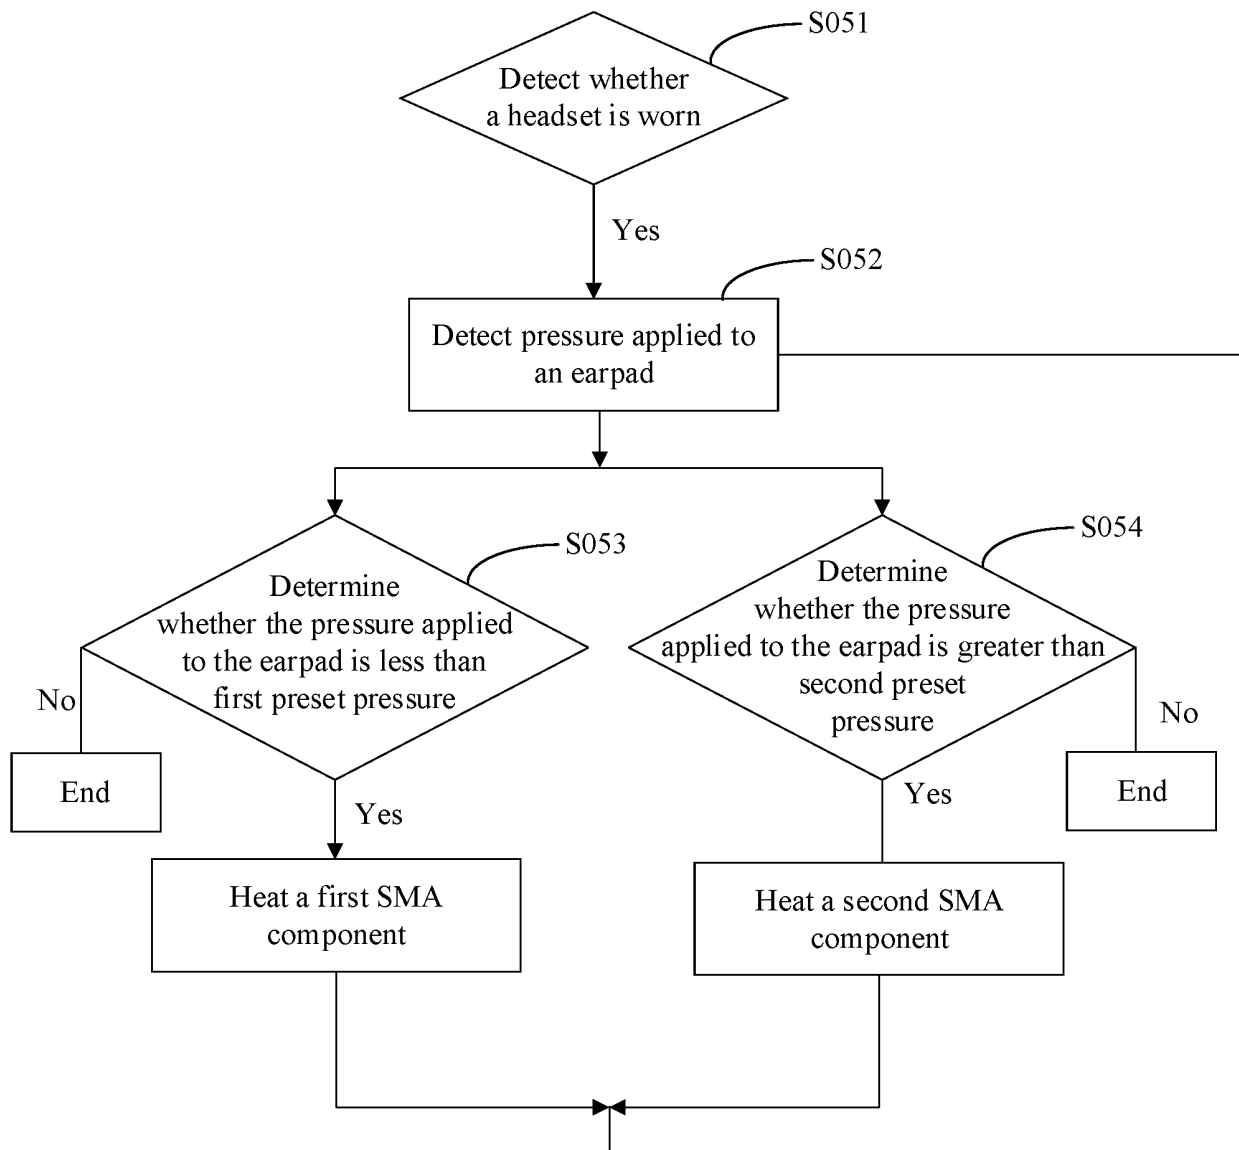 S051
Detect whether
a headset is worn
Yes
S052
Detect pressure applied to
an earpad
S053
Determine
whether the pressure applied
to the earpad is less than
first preset pressure
S054
Determine
whether the pressure
applied to the earpad is greater than
second preset
pressure
No
End
Yes
Yes
No
End
Heat a first SMA
component
Heat a second SMA
component